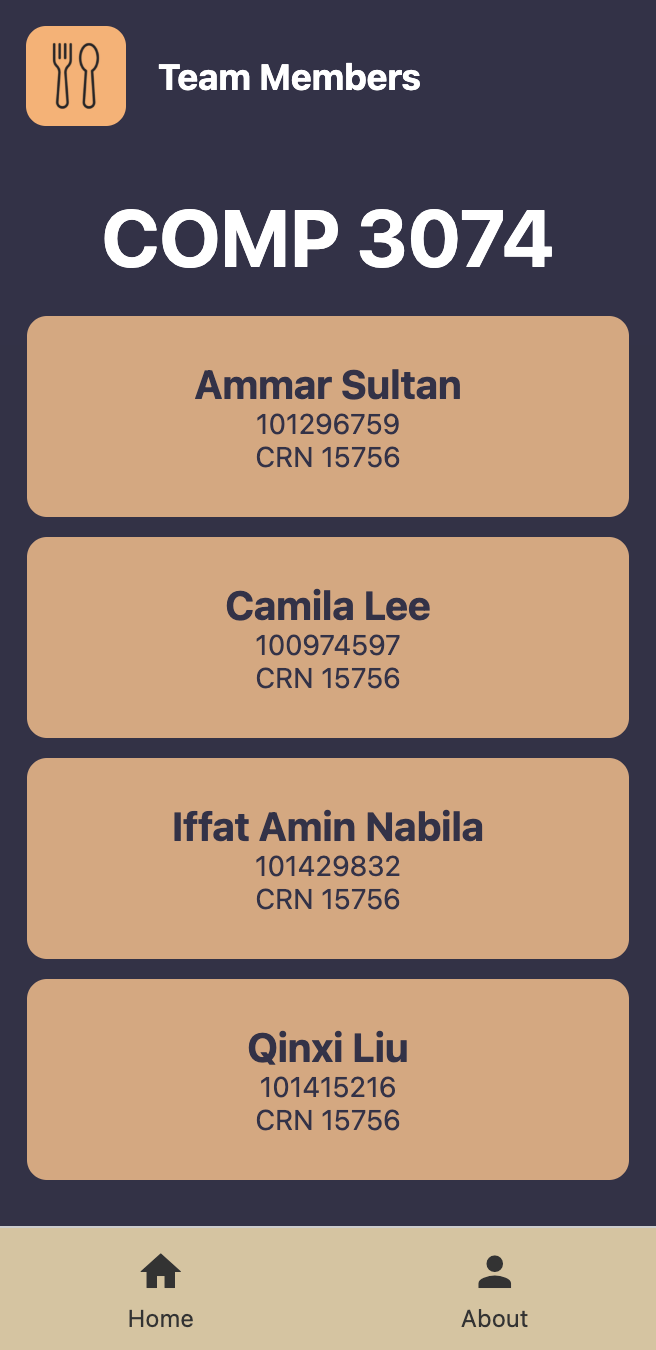 Team Members
COMP 3074
Ammar Sultan
101296759
CRN 15756
Camila Lee
100974597
CRN 15756
Iffat Amin Nabila
101429832
CRN 15756
Qinxi Liu
101415216
CRN 15756
Home
About